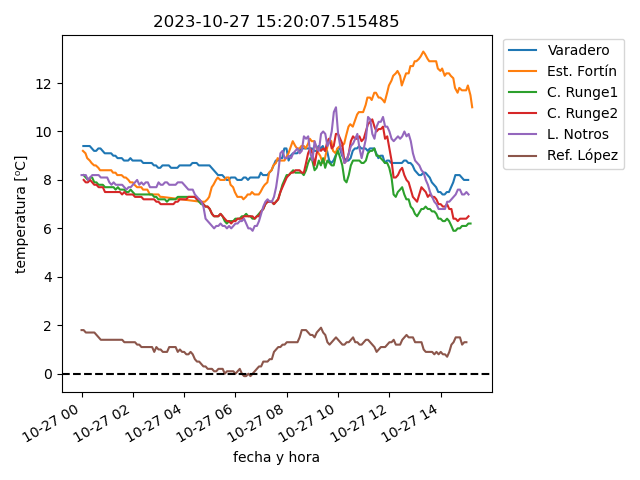 2023-10-27 15:20:07.515485
temperatura [ºC]
12
10
8
6
4
2
0
10-27 00
10-27 02
10-27 04
10-27 06
10-27 08
10-27 10
10-27 12
10-27 14
fecha y hora
Varadero
Est. Fortín
C. Runge1
C. Runge2
L. Notros
Ref. López